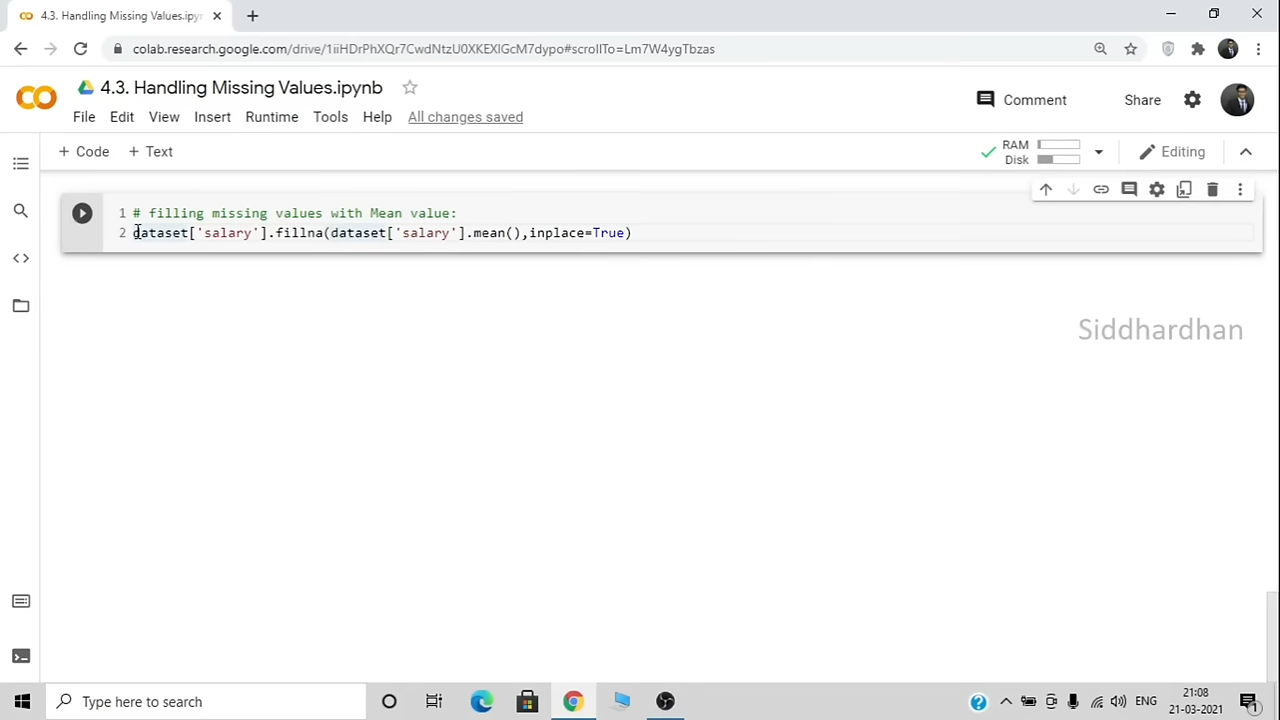 4.3. Handling Missing Values.ipyn
colab.research.google.com/drive/1iiHDrPhXQr7CwdNtzU0XKEXlGcM7dypo#scrollTo=Lm7W4ygTbzas
4.3. Handling Missing Values.ipynb
Comment
Share
File Edit View Insert Runtime Tools Help All changes saved
+ Code + Text
RAM
Disk
Editing
1 # filling missing values with Mean value:
2 dataset['salary'].fillna(dataset['salary'].mean(),inplace=True)
Siddhardhan
Type here to search
ENG
21:08
21-03-2021
1